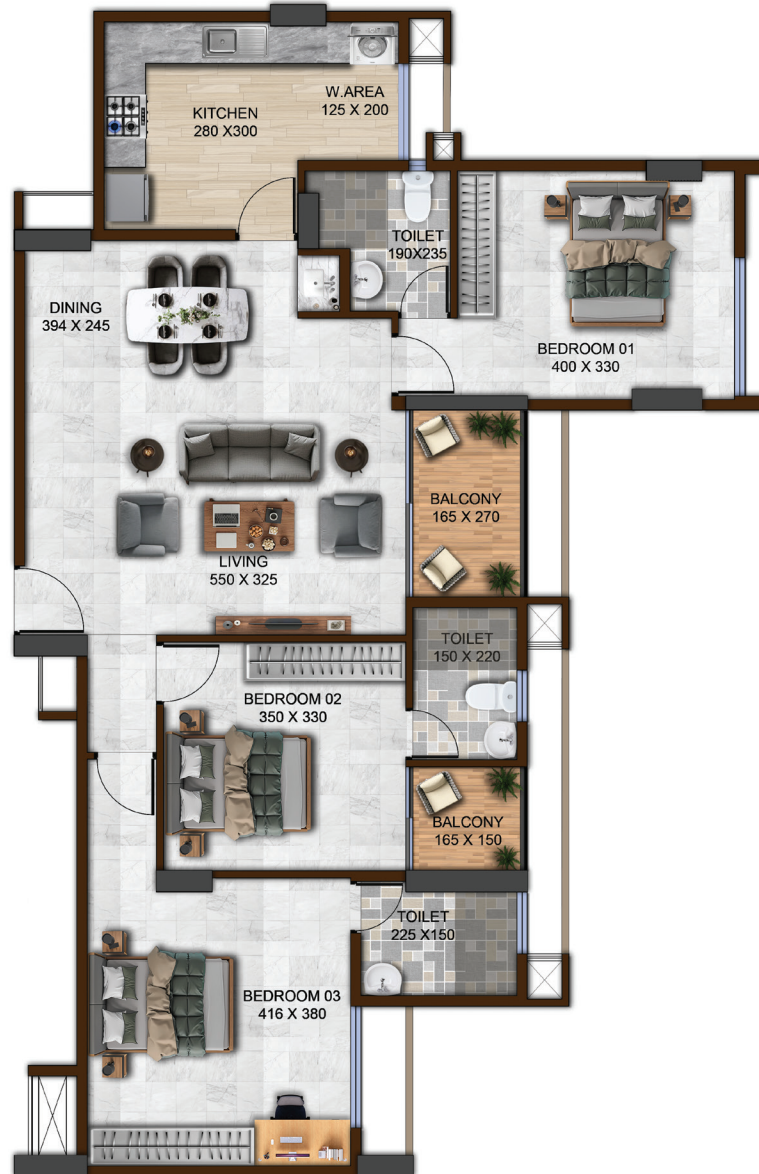 KITCHEN
280 X300
W.AREA
125 X 200
TOILET
190X235
DINING
394 X 245
BEDROOM 01
400 X 330
BALCONY
165 X 270
LIVING
550 X 325
TOILET
150 X 220
BEDROOM 02
350 X 330
BALCONY
165 X 150
TOILET
225 X150
BEDROOM 03
416 X 380